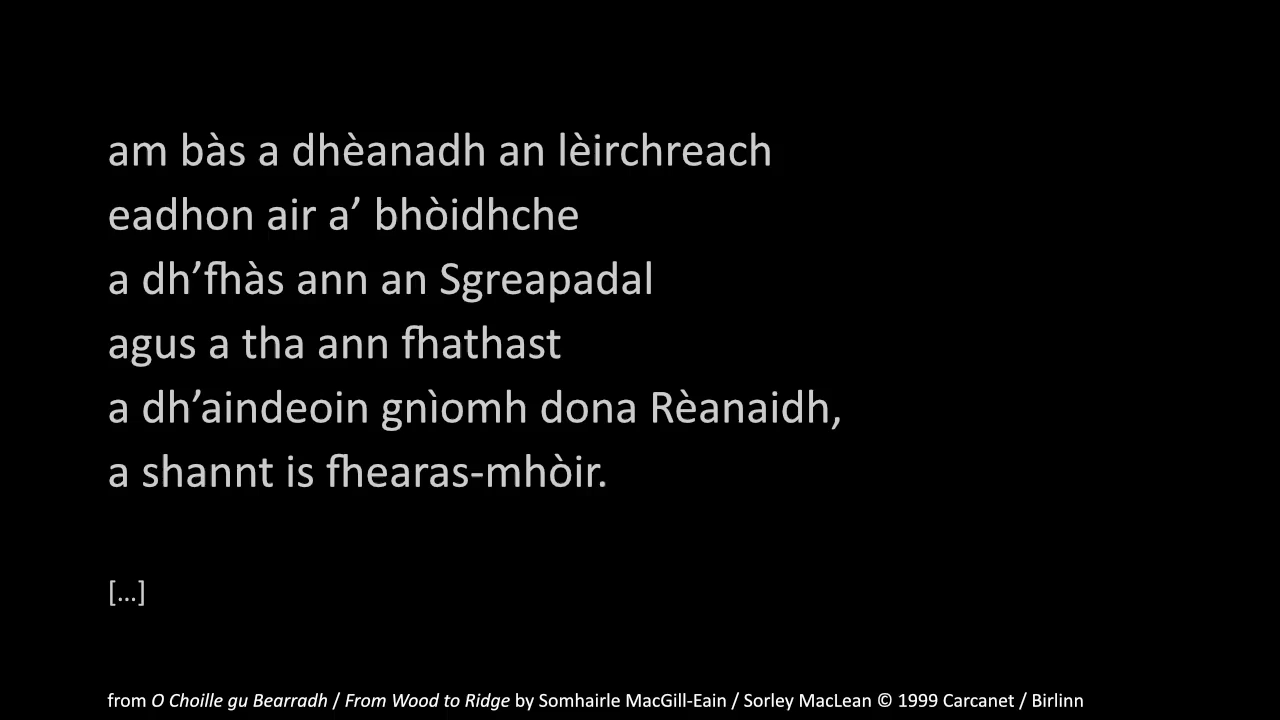 am bàs a dhèanadh an lèirchreach
eadhon air a’ bhòidhche
a dh’fhàs ann an Sgreapadal
agus a tha ann fhathast
a dh’aindeoin gnìomh dona Rèanaidh,
a shannt is fhearas-mhòir.
[…]
from O Choille gu Bearradh / From Wood to Ridge by Somhairle MacGill-Eain / Sorley MacLean © 1999 Carcanet / Birlinn